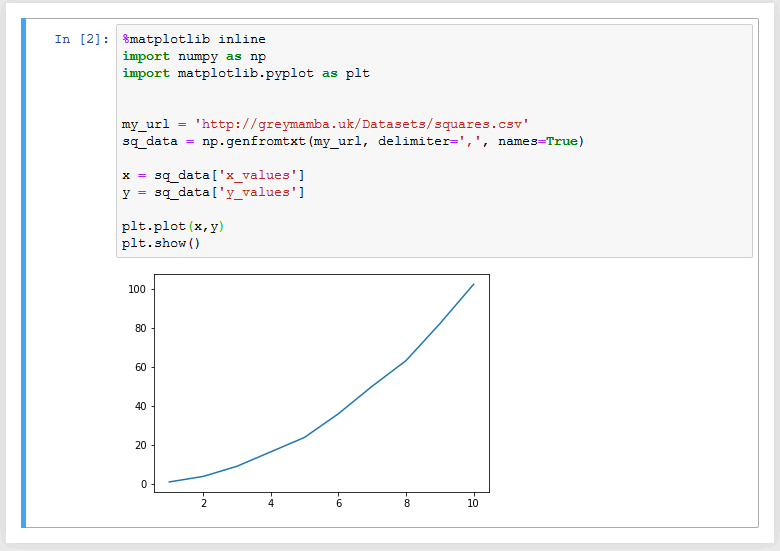 In [2]: %matplotlib inline
import numpy as np
import matplotlib.pyplot as plt
my_url = 'http://greymamba.uk/Datasets/squares.csv'
sq_data = np.genfromtxt(my_url, delimiter=',', names=True)
x = sq_data['x_values']
y = sq_data['y_values']
plt.plot(x,y)
plt.show()
100
80
60
40
20
0
2 4 6 8 10